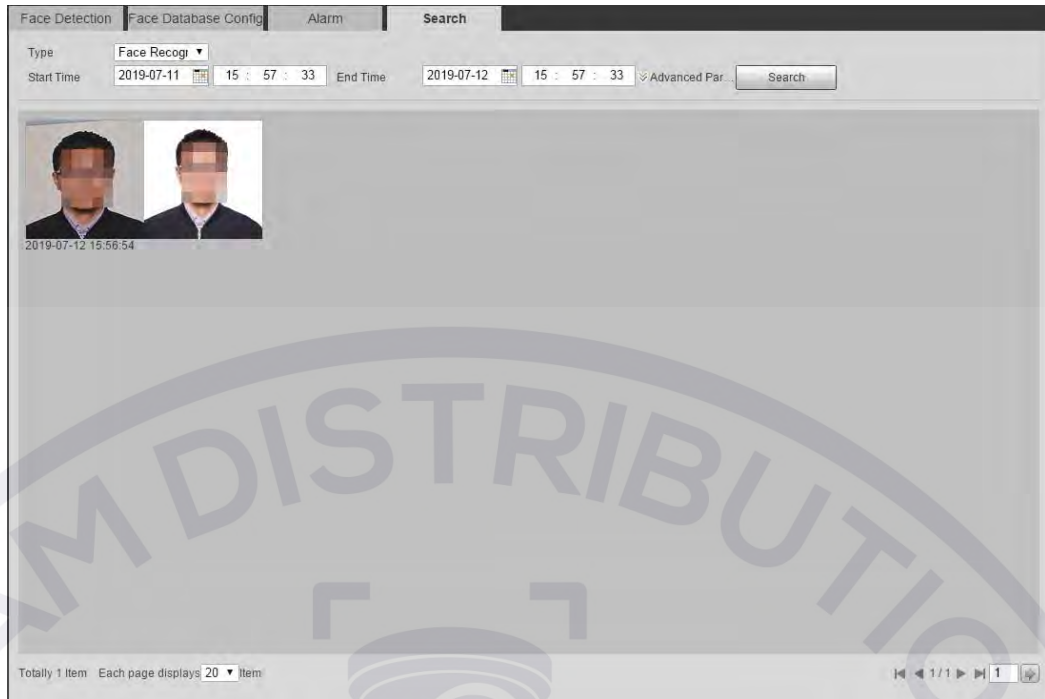 Face Detection Face Database Config Alarm Search
Type Face Recogr
Start Time 2019-07-11 15 : 57 : 33 End Time 2019-07-12 15 : 57 : 33 Advanced Par... Search
2019-07-12 15:56:54
AM DISTRIBUTIO
Totally 1 Item Each page displays 20 Item 1/1 1